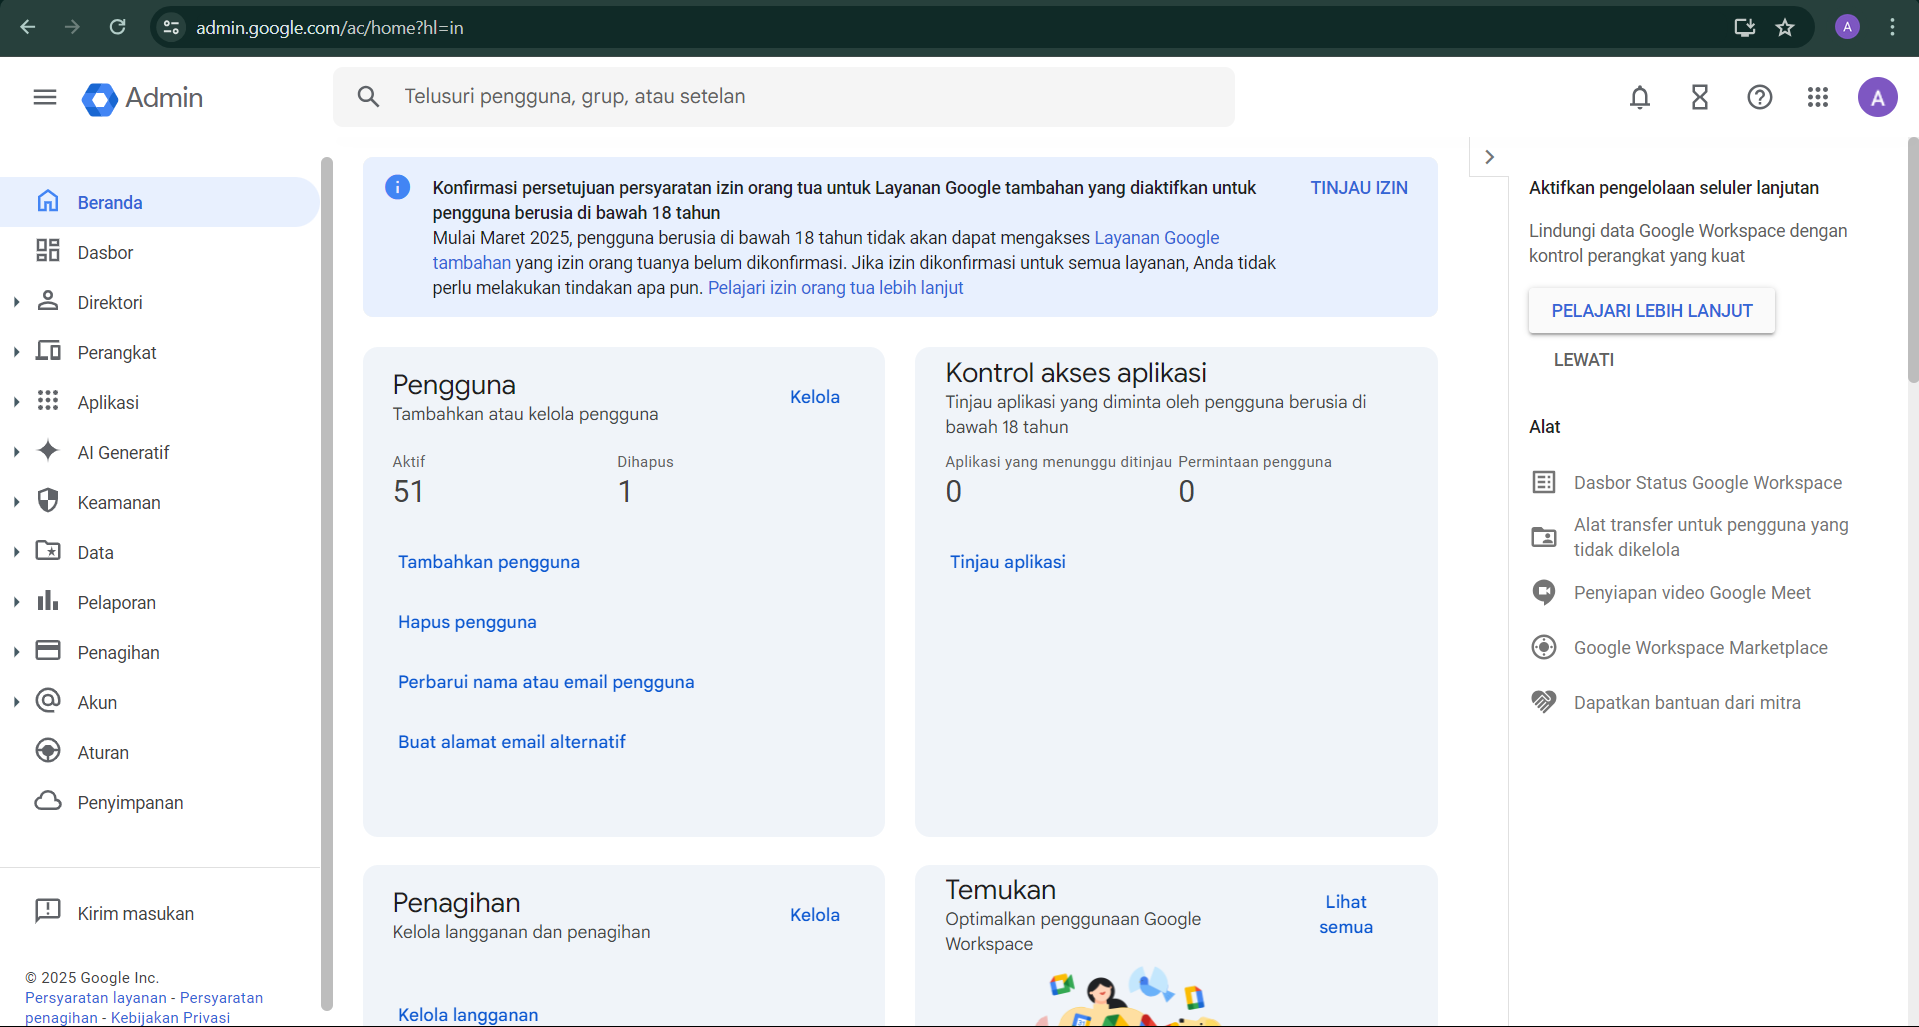 admin.google.com/ac/home?hl=in
A
Admin
Telusuri pengguna, grup, atau setelan
A
Beranda
Dasbor
Direktori
Perangkat
Aplikasi
AI Generatif
Keamanan
Data
Pelaporan
Penagihan
Akun
Aturan
Penyimpanan
Kirim masukan
© 2025 Google Inc.
Persyaratan layanan - Persyaratan
penagihan - Kebijakan Privasi
Konfirmasi persetujuan persyaratan izin orang tua untuk Layanan Google tambahan yang diaktifkan untuk
pengguna berusia di bawah 18 tahun
TINJAU IZIN
Mulai Maret 2025, pengguna berusia di bawah 18 tahun tidak akan dapat mengakses Layanan Google
tambahan yang izin orang tuanya belum dikonfirmasi. Jika izin dikonfirmasi untuk semua layanan, Anda tidak
perlu melakukan tindakan apa pun. Pelajari izin orang tua lebih lanjut
Pengguna
Tambahkan atau kelola pengguna
Kelola
Aktif
51
Dihapus
1
Tambahkan pengguna
Hapus pengguna
Perbarui nama atau email pengguna
Buat alamat email alternatif
Kontrol akses aplikasi
Tinjau aplikasi yang diminta oleh pengguna berusia di
bawah 18 tahun
Aplikasi yang menunggu ditinjau
0
Permintaan pengguna
0
Tinjau aplikasi
Penagihan
Kelola langganan dan penagihan
Kelola
Kelola langganan
Temukan
Optimalkan penggunaan Google
Workspace
Lihat
semua
Aktifkan pengelolaan seluler lanjutan
Lindungi data Google Workspace dengan
kontrol perangkat yang kuat
PELAJARI LEBIH LANJUT
LEWATI
Alat
Dasbor Status Google Workspace
Alat transfer untuk pengguna yang
tidak dikelola
Penyiapan video Google Meet
Google Workspace Marketplace
Dapatkan bantuan dari mitra